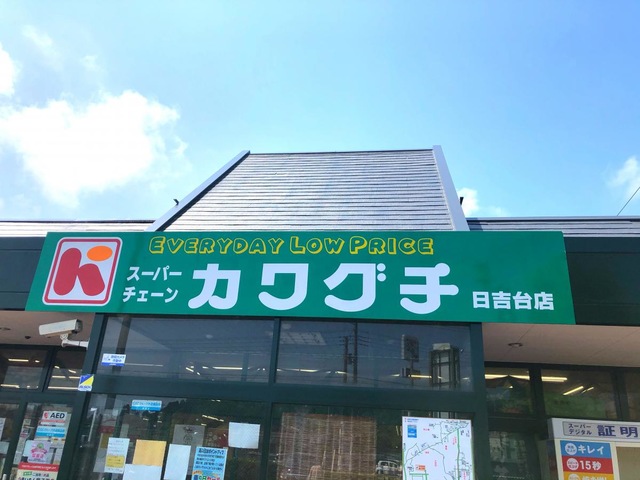 EVERYDAY LOW PRICE
スーパー
チェーン
カワグチ
日吉台店
AED
スーパー
デジタル
証明
キレイ
15秒